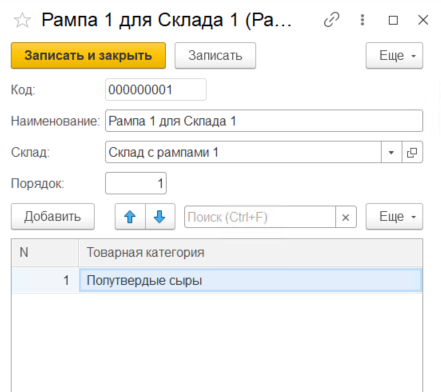 Рампа 1 для Склада 1 (Ра...
Записать и закрыть Записать Еще
Код: 000000001
Наименование: Рампа 1 для Склада 1
Склад: Склад с рампами 1
Порядок: 1
Добавить Поиск (Ctrl+F) × Еще
N Товарная категория
1 Полутвердые сыры